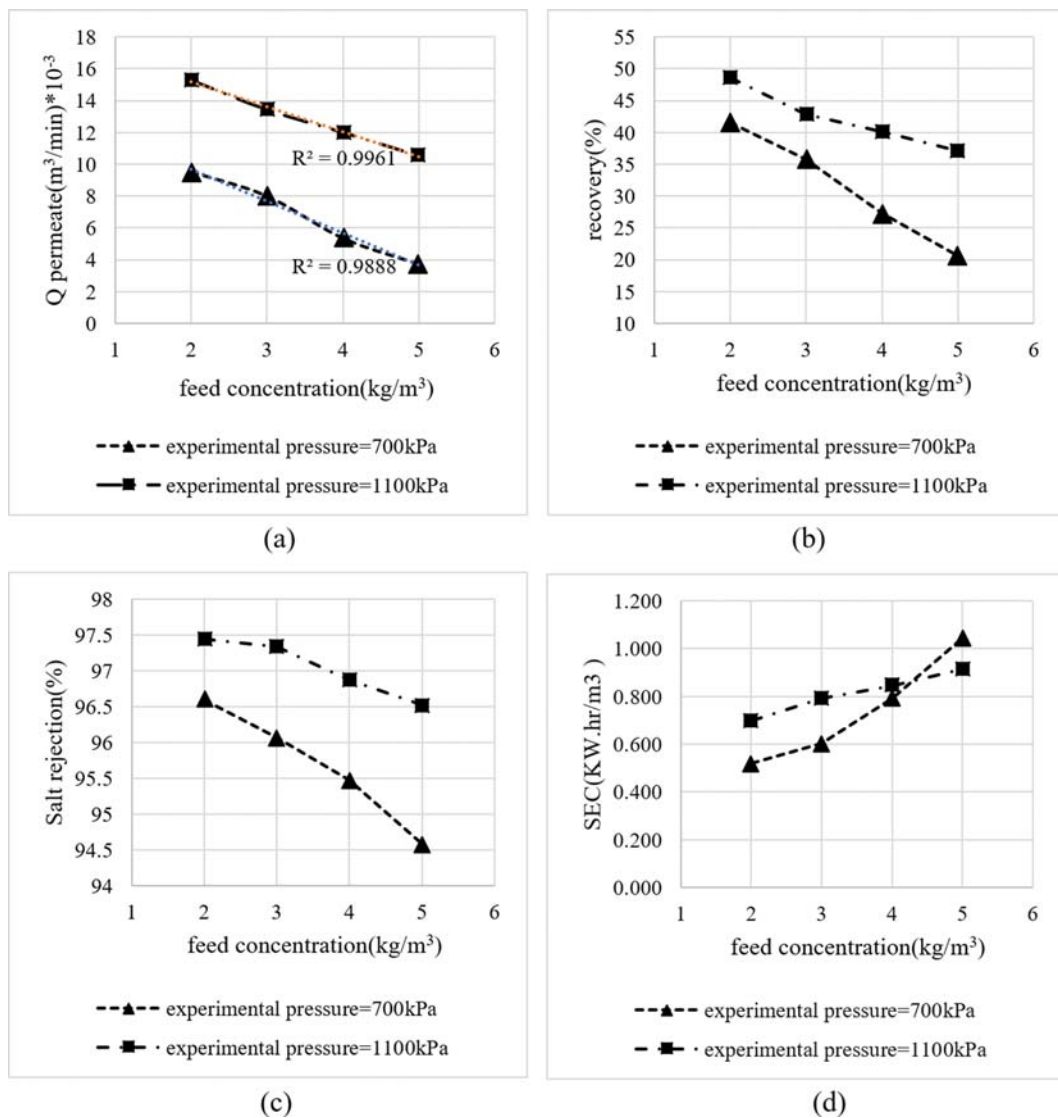 18
16
14
12
10
8
6
4
2
0
Q permeate(m³/min)*10⁻³
R² = 0.9961
R² = 0.9888
1 2 3 4 5 6
feed concentration(kg/m³)
experimental pressure=700kPa
experimental pressure=1100kPa
(a)
55
50
45
40
35
30
25
20
15
10
recovery(%)
1 2 3 4 5 6
feed concentration(kg/m³)
experimental pressure=700kPa
experimental pressure=1100kPa
(b)
98
97.5
97
96.5
96
95.5
95
94.5
94
Salt rejection(%)
1 2 3 4 5 6
feed concentration(kg/m³)
experimental pressure=700kPa
experimental pressure=1100kPa
(c)
1.200
1.000
0.800
0.600
0.400
0.200
0.000
SEC(KW.hr/m3 )
1 2 3 4 5 6
feed concentration(kg/m³)
experimental pressure=700kPa
experimental pressure=1100kPa
(d)